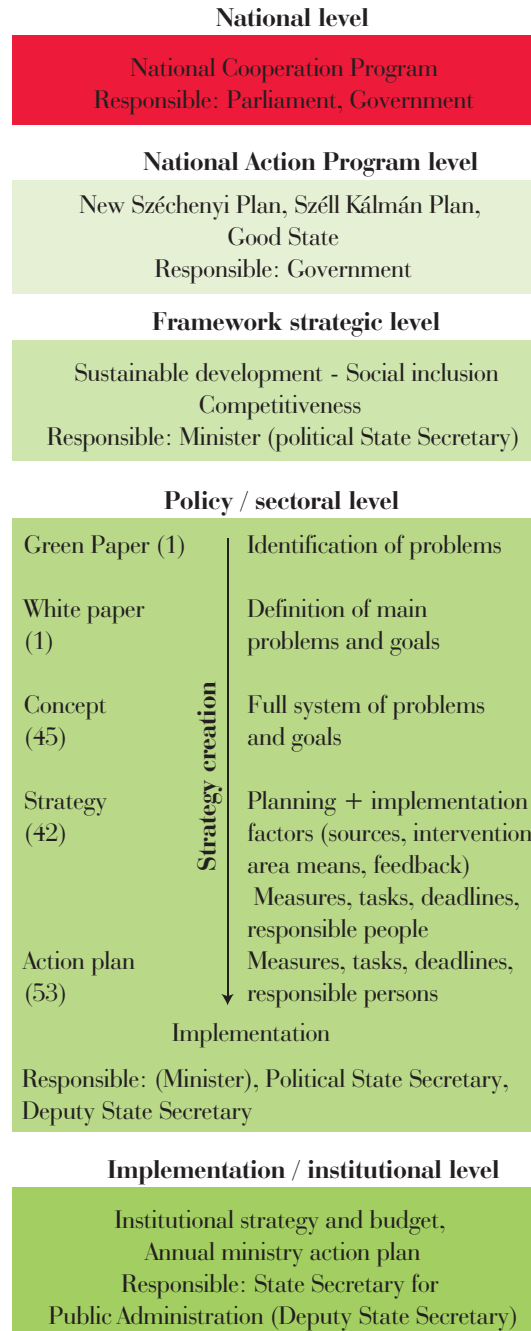 National level
National Cooperation Program
Responsible: Parliament, Government
National Action Program level
New Széchenyi Plan, Széll Kálmán Plan,
Good State
Responsible: Government
Framework strategic level
Sustainable development - Social inclusion
Competitiveness
Responsible: Minister (political State Secretary)
Policy / sectoral level
Green Paper (1)
Identification of problems
White paper
(1)
Definition of main
problems and goals
Concept
(45)
Full system of problems
and goals
Strategy
(42)
Planning + implementation
factors (sources, intervention
area means, feedback)
Measures, tasks, deadlines,
responsible people
Action plan
(53)
Measures, tasks, deadlines,
responsible persons
Strategy creation
Implementation
Responsible: (Minister), Political State Secretary,
Deputy State Secretary
Implementation / institutional level
Institutional strategy and budget,
Annual ministry action plan
Responsible: State Secretary for
Public Administration (Deputy State Secretary)